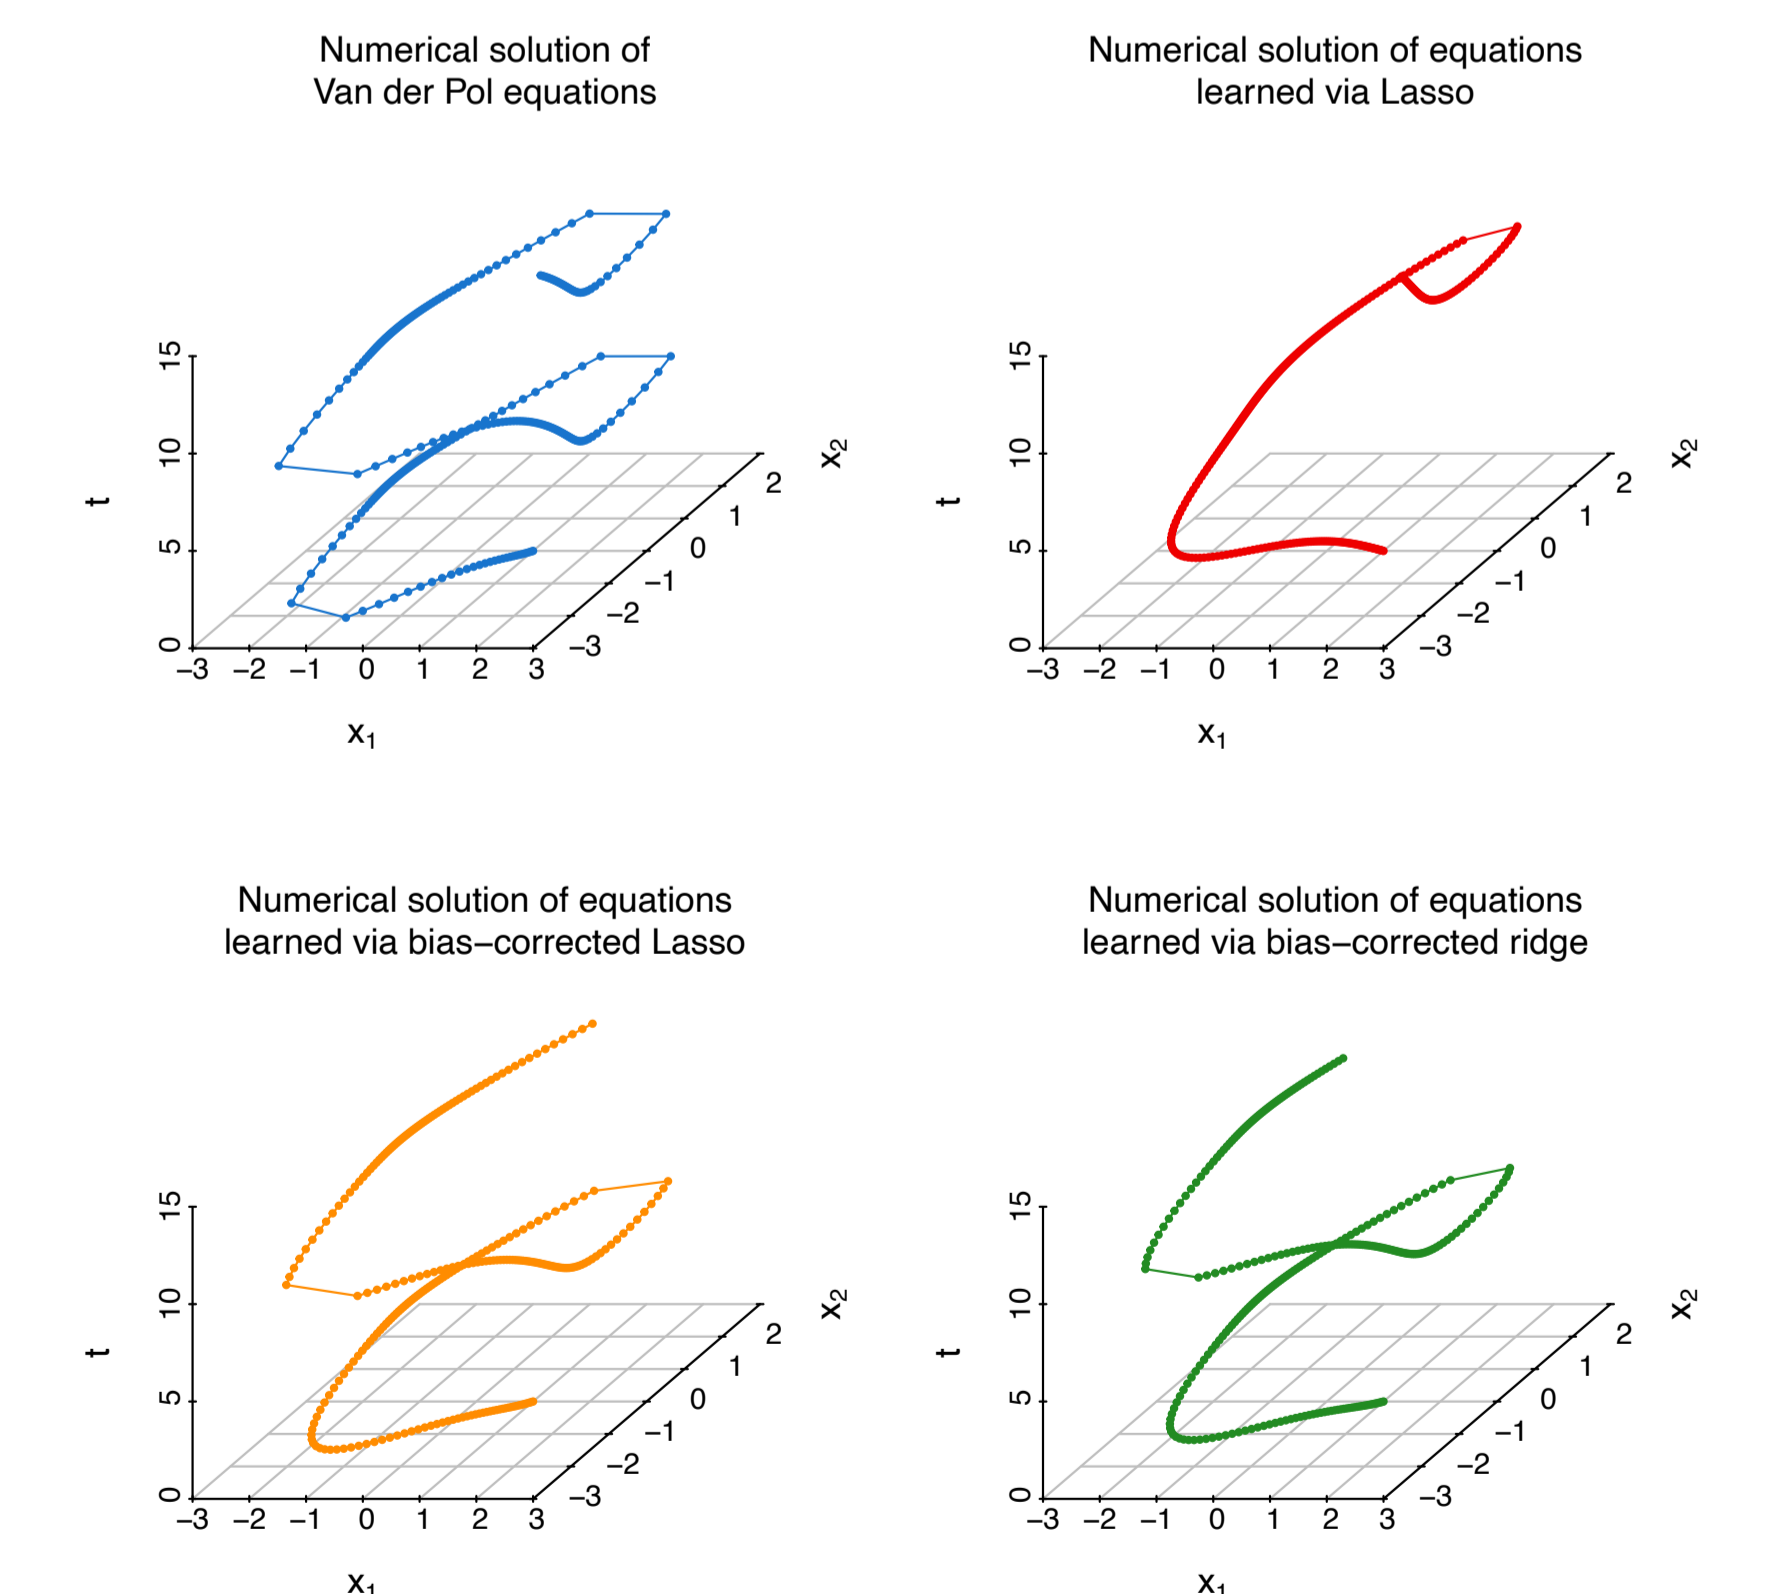 Numerical solution of
Van der Pol equations
15
10
5
0
t
−3 −2 −1 0 1 2 3
x₁
−3
−2
−1
0
1
2
x₂
Numerical solution of equations
learned via Lasso
15
10
5
0
t
−3 −2 −1 0 1 2 3
x₁
−3
−2
−1
0
1
2
x₂
Numerical solution of equations
learned via bias−corrected Lasso
15
10
5
0
t
−3 −2 −1 0 1 2 3
x₁
−3
−2
−1
0
1
2
x₂
Numerical solution of equations
learned via bias−corrected ridge
15
10
5
0
t
−3 −2 −1 0 1 2 3
x₁
−3
−2
−1
0
1
2
x₂